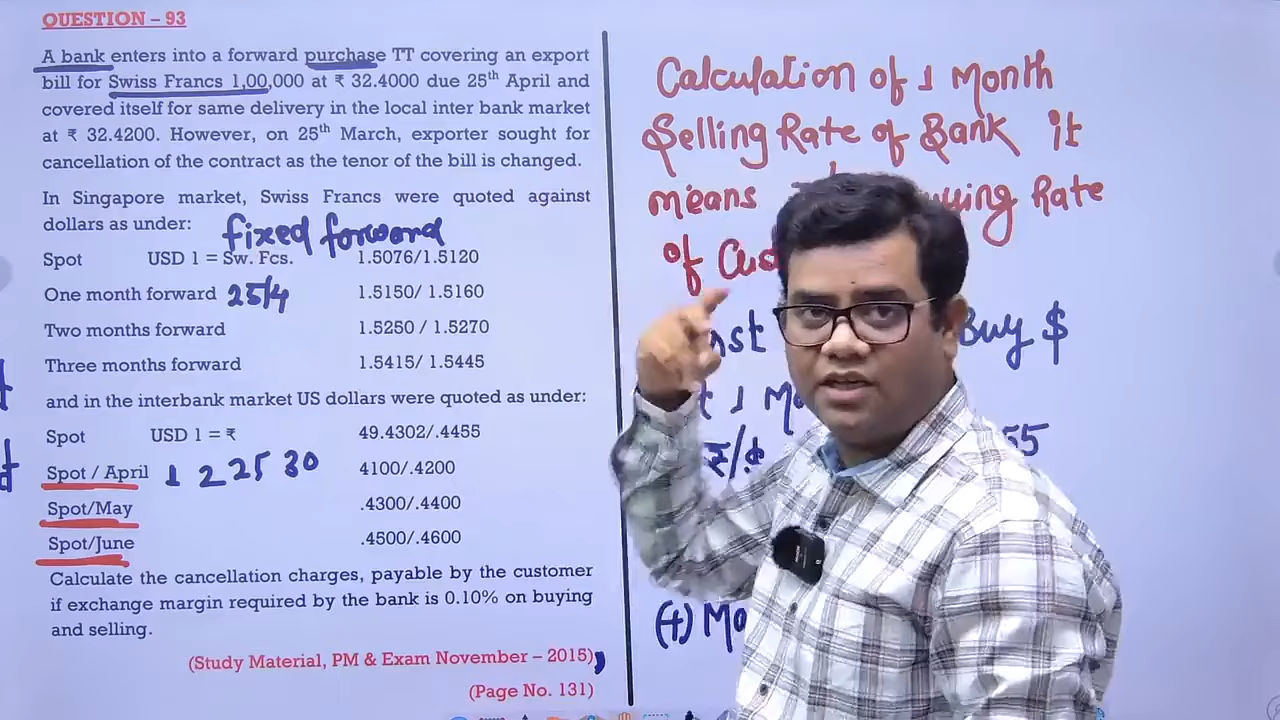 QUESTION – 93
A bank enters into a forward purchase TT covering an export
bill for Swiss Francs 1,00,000 at ₹ 32.4000 due 25th April and
covered itself for same delivery in the local inter bank market
at ₹ 32.4200. However, on 25th March, exporter sought for
cancellation of the contract as the tenor of the bill is changed.
In Singapore market, Swiss Francs were quoted against
dollars as under: fixed forward
Spot USD 1 = Sw. Fcs. 1.5076/1.5120
One month forward 25/4 1.5150/ 1.5160
Two months forward 1.5250 / 1.5270
Three months forward 1.5415/ 1.5445
and in the interbank market US dollars were quoted as under:
Spot USD 1 = ₹ 49.4302/.4455
Spot / April 1 2 25 30 4100/.4200
Spot/May .4300/.4400
Spot/June .4500/.4600
Calculate the cancellation charges, payable by the customer
if exchange margin required by the bank is 0.10% on buying
and selling.
(Study Material, PM & Exam November – 2015)
(Page No. 131)
Calculation of 1 Month
Selling Rate of Bank it
means Rate
of
Buy $
1
₹/$ 55
(+)